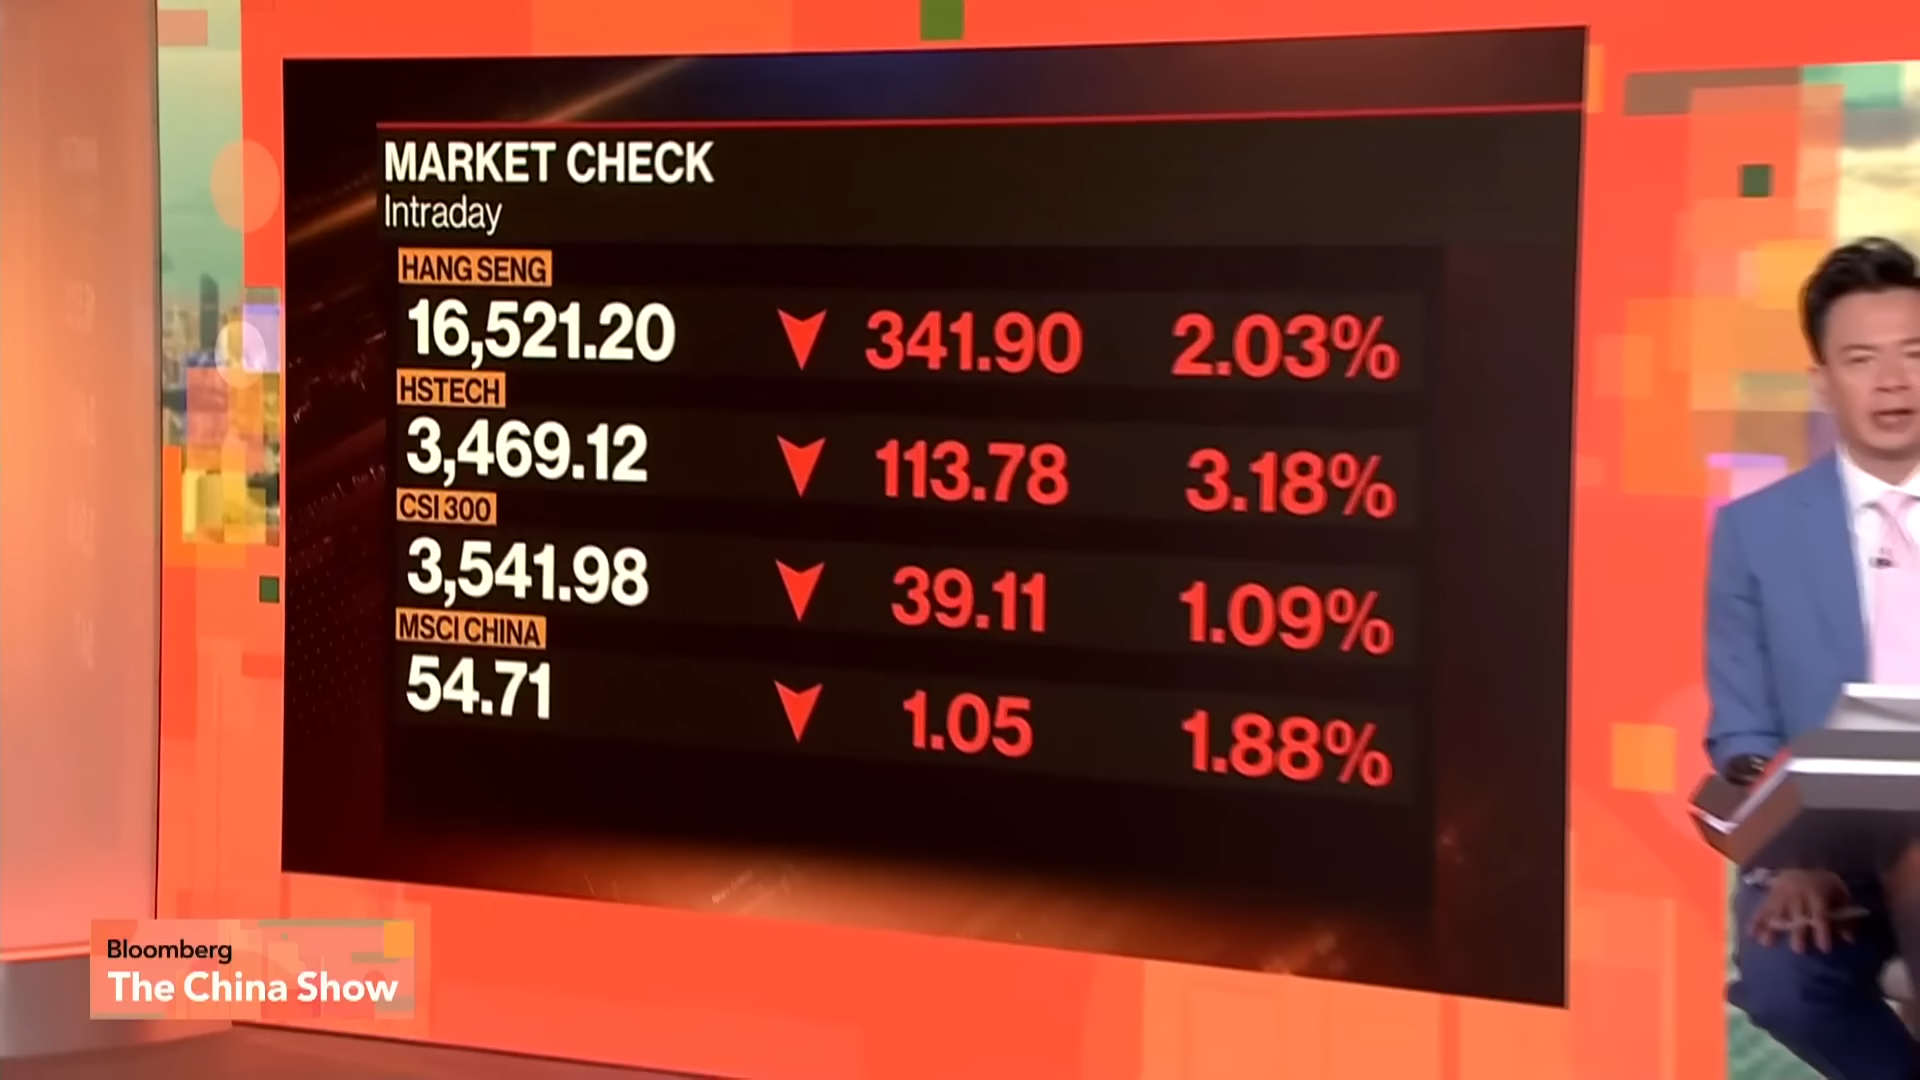 MARKET CHECK
Intraday
HANG SENG
16,521.20 341.90 2.03%
HSTECH
3,469.12 113.78 3.18%
CSI 300
3,541.98 39.11 1.09%
MSCI CHINA
54.71 1.05 1.88%
Bloomberg
The China Show